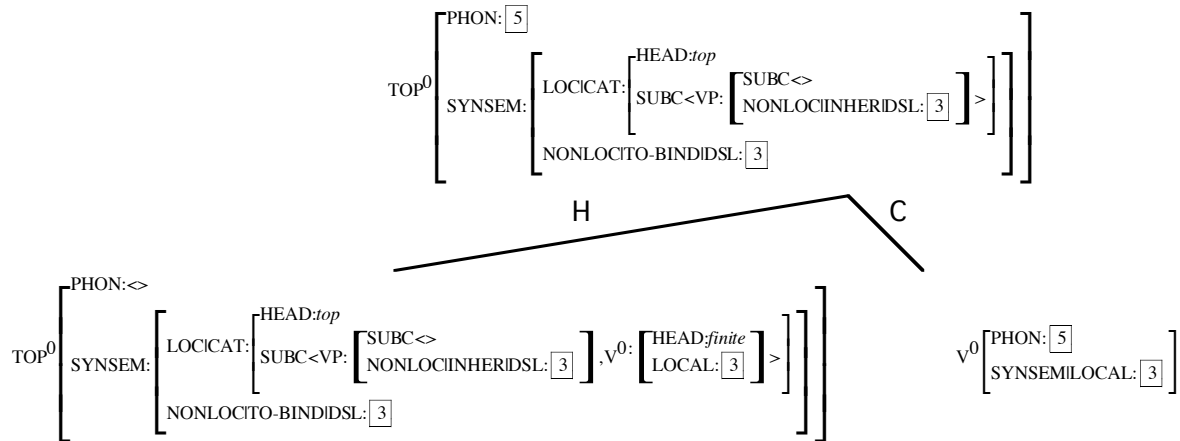 PHON: 5
HEAD:top
LOC|CAT:
SUBC<>
TOP0
SUBC<VP:
SYNSEM:
NONLOC|INHER|DSL: 3 >
NONLOC|TO-BIND|DSL: 3
H C
PHON:<>
HEAD:top
LOC|CAT:
SUBC<> HEAD:finite PHON: 5
TOP0 SYNSEM: SUBC<VP: ,V0: V0
NONLOC|INHER|DSL: 3 LOCAL: 3 > SYNSEM|LOCAL: 3
NONLOC|TO-BIND|DSL: 3